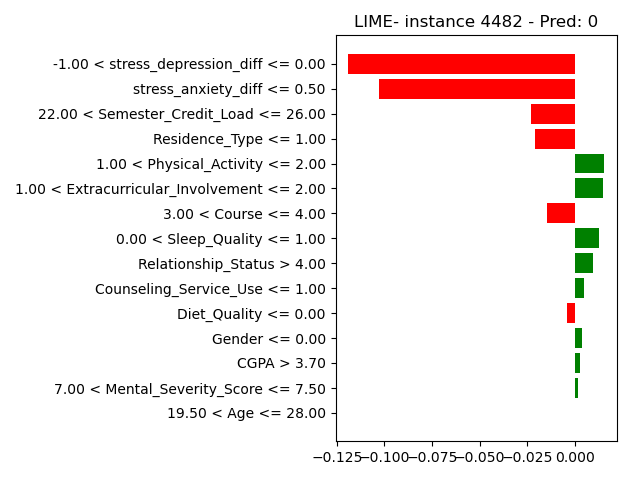 LIME- instance 4482 - Pred: 0
-1.00 < stress_depression_diff <= 0.00
stress_anxiety_diff <= 0.50
22.00 < Semester_Credit_Load <= 26.00
Residence_Type <= 1.00
1.00 < Physical_Activity <= 2.00
1.00 < Extracurricular_Involvement <= 2.00
3.00 < Course <= 4.00
0.00 < Sleep_Quality <= 1.00
Relationship_Status > 4.00
Counseling_Service_Use <= 1.00
Diet_Quality <= 0.00
Gender <= 0.00
CGPA > 3.70
7.00 < Mental_Severity_Score <= 7.50
19.50 < Age <= 28.00
−0.125 −0.100 −0.075 −0.050 −0.025 0.000